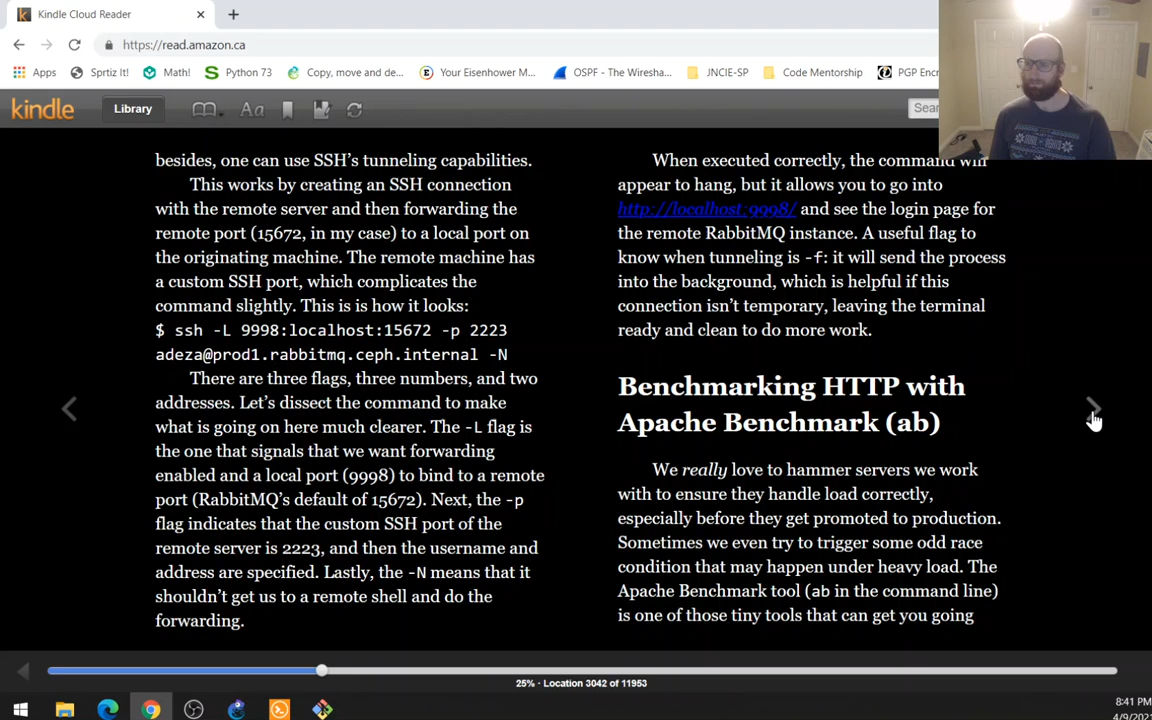 Kindle Cloud Reader
https://read.amazon.ca
Apps
Sprtiz It!
Math!
Python 73
Copy, move and de...
Your Eisenhower M...
OSPF - The Wiresha...
JNCIE-SP
Code Mentorship
PGP Encr
kindle
Library
Aa
Sear
besides, one can use SSH's tunneling capabilities.
This works by creating an SSH connection
with the remote server and then forwarding the
remote port (15672, in my case) to a local port on
the originating machine. The remote machine has
a custom SSH port, which complicates the
command slightly. This is is how it looks:
$ ssh -L 9998:localhost:15672 -p 2223
adeza@prod1.rabbitmq.ceph.internal -N
There are three flags, three numbers, and two
addresses. Let's dissect the command to make
what is going on here much clearer. The -L flag is
the one that signals that we want forwarding
enabled and a local port (9998) to bind to a remote
port (RabbitMQ's default of 15672). Next, the -p
flag indicates that the custom SSH port of the
remote server is 2223, and then the username and
address are specified. Lastly, the -N means that it
shouldn't get us to a remote shell and do the
forwarding.
When executed correctly, the command will
appear to hang, but it allows you to go into
http://localhost:9998/ and see the login page for
the remote RabbitMQ instance. A useful flag to
know when tunneling is -f: it will send the process
into the background, which is helpful if this
connection isn't temporary, leaving the terminal
ready and clean to do more work.
Benchmarking HTTP with
Apache Benchmark (ab)
We really love to hammer servers we work
with to ensure they handle load correctly,
especially before they get promoted to production.
Sometimes we even try to trigger some odd race
condition that may happen under heavy load. The
Apache Benchmark tool (ab in the command line)
is one of those tiny tools that can get you going
25% · Location 3042 of 11953
8:41 PM
4/9/202